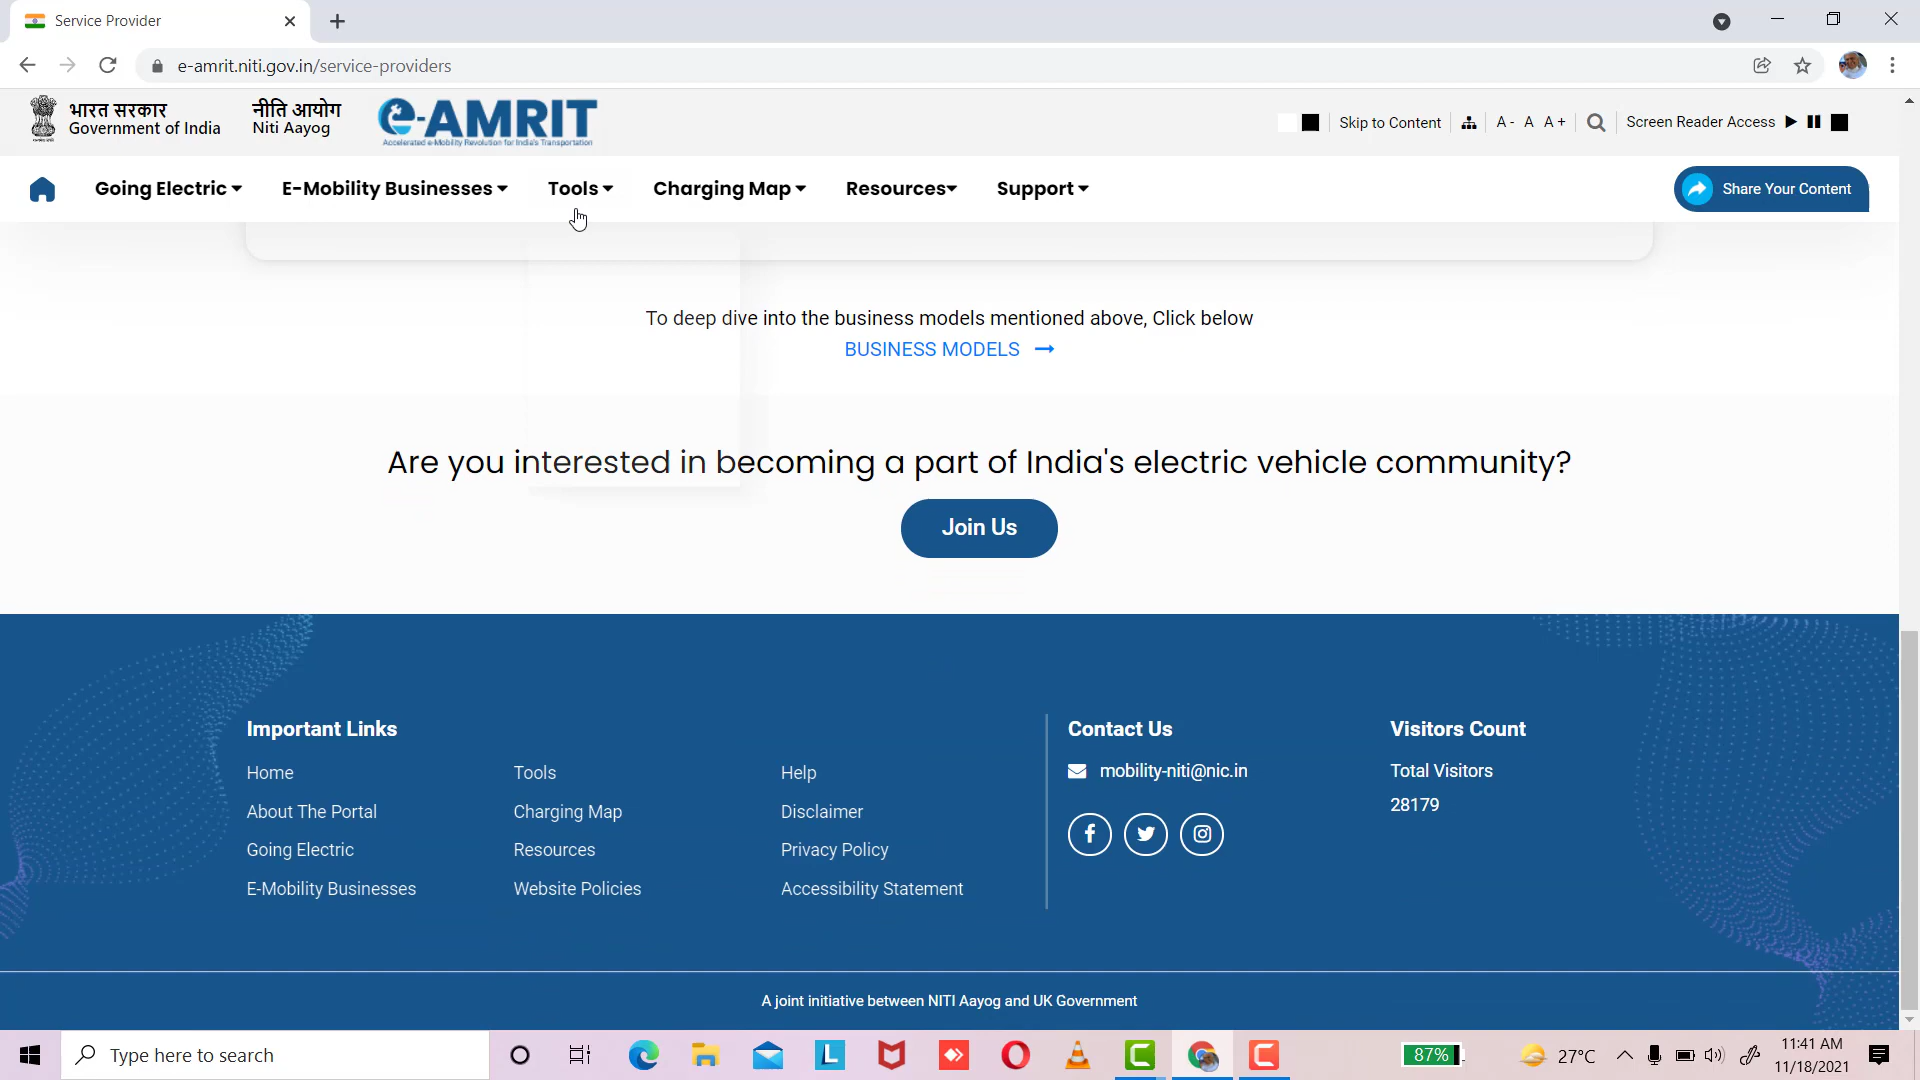 Service Provider
e-amrit.niti.gov.in/service-providers
भारत सरकार
Government of India
नीति आयोग
Niti Aayog
e-AMRIT
Accelerated e-Mobility Revolution for India's Transportation
Skip to Content
A -
A
A +
Screen Reader Access
Going Electric
E-Mobility Businesses
Tools
Charging Map
Resources
Support
Share Your Content
To deep dive into the business models mentioned above, Click below
BUSINESS MODELS
Are you interested in becoming a part of India's electric vehicle community?
Join Us
Important Links
Home
About The Portal
Going Electric
E-Mobility Businesses
Tools
Charging Map
Resources
Website Policies
Help
Disclaimer
Privacy Policy
Accessibility Statement
Contact Us
mobility-niti@nic.in
Visitors Count
Total Visitors
28179
A joint initiative between NITI Aayog and UK Government
Type here to search
L
87%
27°C
11:41 AM
11/18/2021